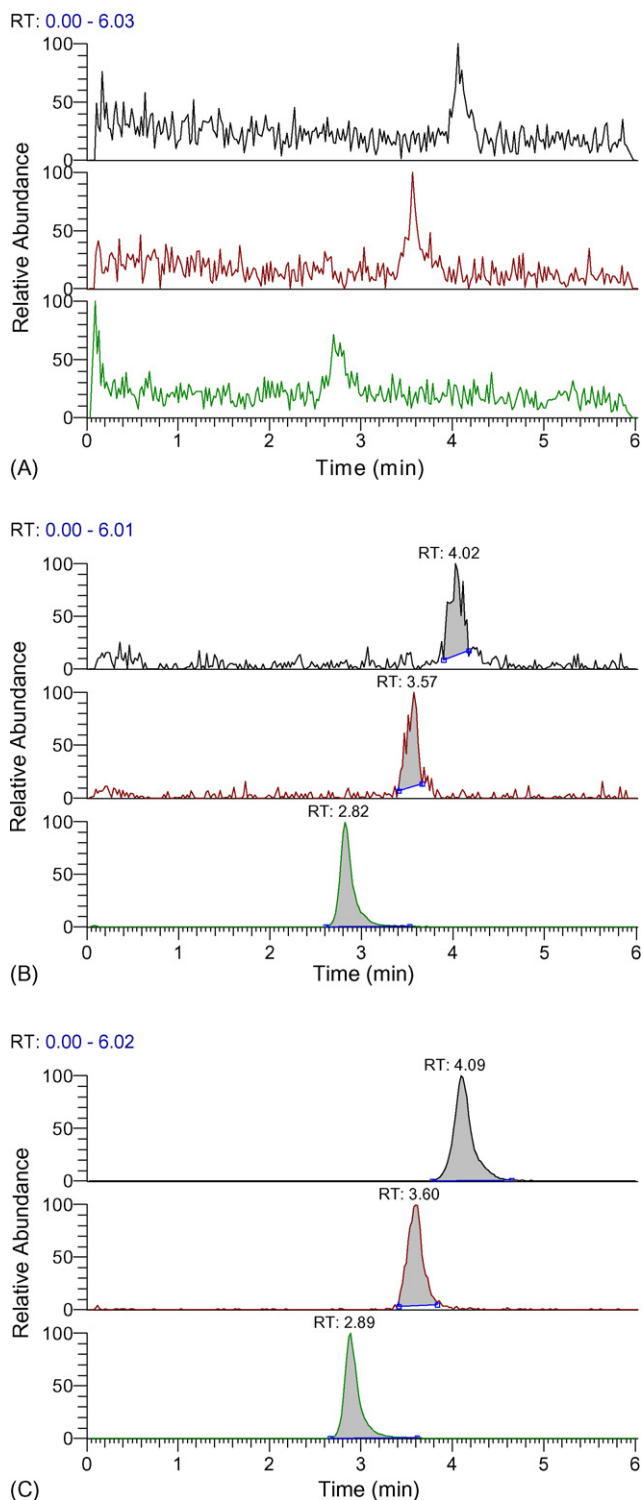 RT: 0.00 - 6.03
100
50
0
100
50
0
100
50
0
Relative Abundance
0 1 2 3 4 5 6
Time (min)
(A)
RT: 0.00 - 6.01
RT: 4.02
100
50
0
RT: 3.57
100
50
0
RT: 2.82
100
50
0
Relative Abundance
0 1 2 3 4 5 6
Time (min)
(B)
RT: 0.00 - 6.02
RT: 4.09
100
50
0
RT: 3.60
100
50
0
RT: 2.89
100
50
0
Relative Abundance
0 1 2 3 4 5 6
Time (min)
(C)